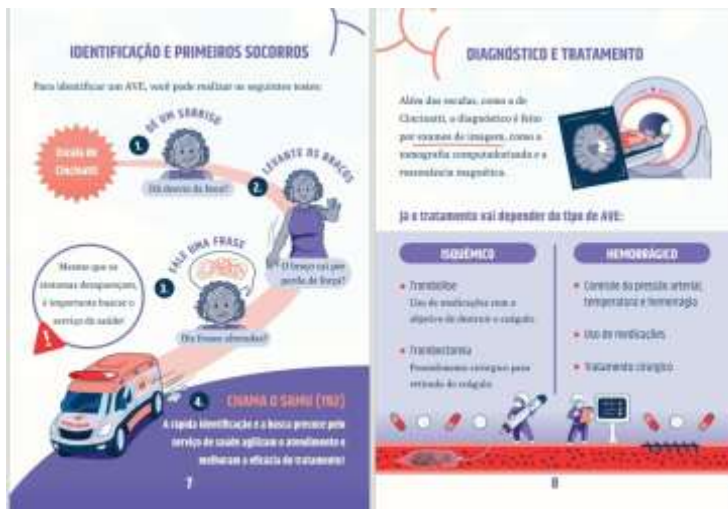 IDENTIFICAÇÃO E PRIMEIROS SOCORROS
Para identificar um AVE, você pode realizar os seguintes testes:
Escala de
Cincinatti
1.
DÊ UM SORRISO
Há desvio da boca?
2.
LEVANTE OS BRAÇOS
O braço cai por
perda de força?
3.
FALE UMA FRASE
Diz frases alteradas?
Mesmo que os
sintomas desapareçam,
é importante buscar o
serviço de saúde!
!
4.
CHAMA O SAMU (192)
A rápida identificação e a busca precoce pelo
serviço de saúde agilizam o atendimento e
melhoram a eficácia do tratamento!
7
DIAGNÓSTICO E TRATAMENTO
Além das escalas, como a de
Cincinatti, o diagnóstico é feito
por exames de imagem, como a
tomografia computadorizada e a
ressonância magnética.
Já o tratamento vai depender do tipo de AVE:
ISQUÊMICO
Trombólise
Uso de medicações com o
objetivo de destruir o coágulo
Trombectomia
Procedimento cirúrgico para
retirada do coágulo
HEMORRÁGICO
Controle da pressão arterial,
temperatura e hemorragia
Uso de medicações
Tratamento cirúrgico
8